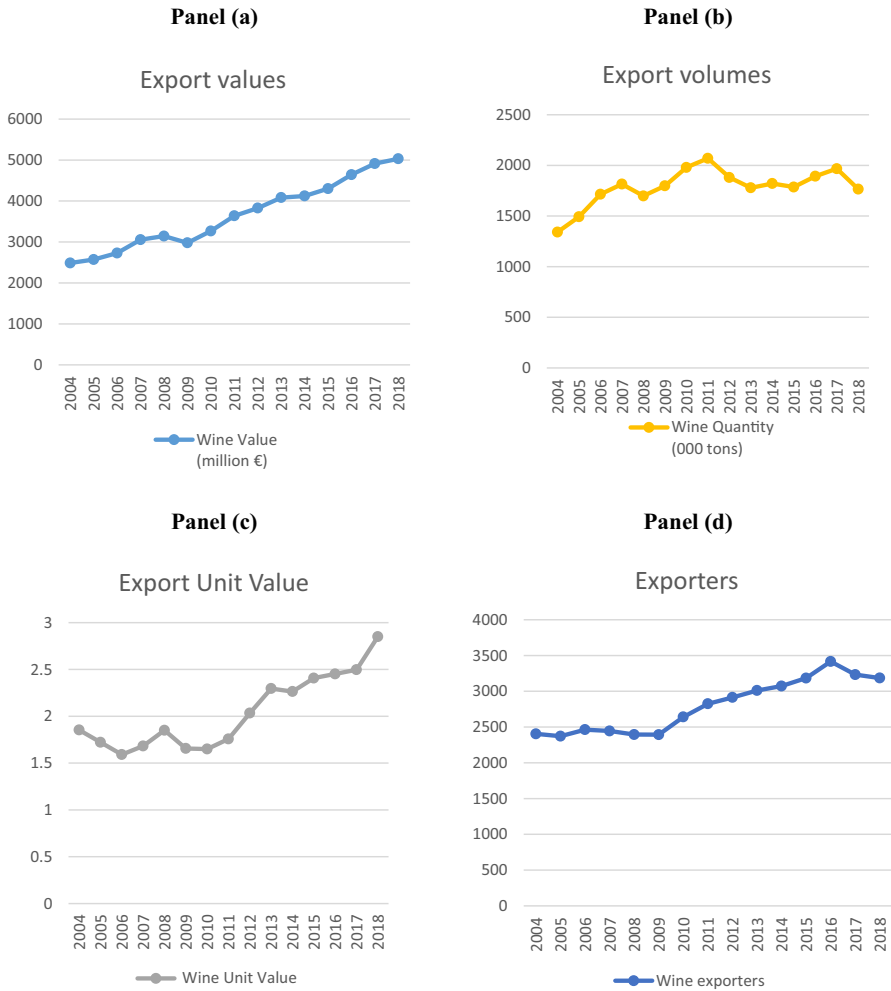 Panel (a)
Export values
6000
5000
4000
3000
2000
1000
0
2004 2005 2006 2007 2008 2009 2010 2011 2012 2013 2014 2015 2016 2017 2018
Wine Value
(million €)
Panel (b)
Export volumes
2500
2000
1500
1000
500
0
2004 2005 2006 2007 2008 2009 2010 2011 2012 2013 2014 2015 2016 2017 2018
Wine Quantity
(000 tons)
Panel (c)
Export Unit Value
3
2.5
2
1.5
1
0.5
0
2004 2005 2006 2007 2008 2009 2010 2011 2012 2013 2014 2015 2016 2017 2018
Wine Unit Value
Panel (d)
Exporters
4000
3500
3000
2500
2000
1500
1000
500
0
2004 2005 2006 2007 2008 2009 2010 2011 2012 2013 2014 2015 2016 2017 2018
Wine exporters